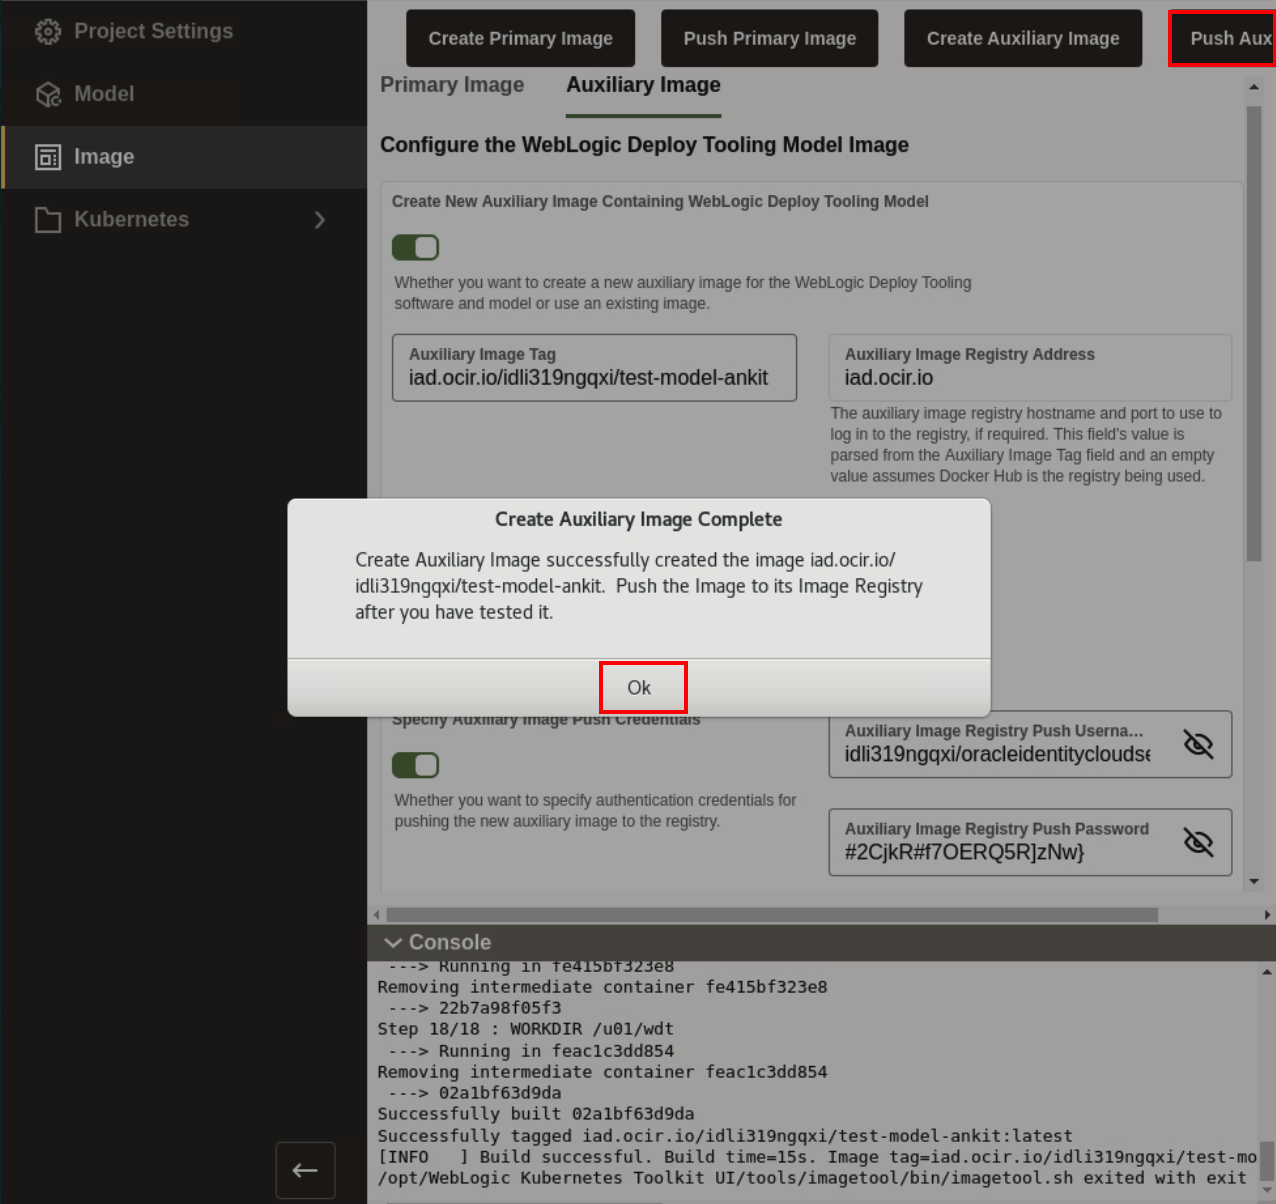 Project Settings
Model
Image
Kubernetes
Create Primary Image
Push Primary Image
Create Auxiliary Image
Push Aux
Primary Image
Auxiliary Image
Configure the WebLogic Deploy Tooling Model Image
Create New Auxiliary Image Containing WebLogic Deploy Tooling Model
Whether you want to create a new auxiliary image for the WebLogic Deploy Tooling
software and model or use an existing image.
Auxiliary Image Tag
iad.ocir.io/idli319ngqxi/test-model-ankit
Auxiliary Image Registry Address
iad.ocir.io
The auxiliary image registry hostname and port to use to
log in to the registry, if required. This field's value is
parsed from the Auxiliary Image Tag field and an empty
value assumes Docker Hub is the registry being used.
Create Auxiliary Image Complete
Create Auxiliary Image successfully created the image iad.ocir.io/
idli319ngqxi/test-model-ankit.  Push the Image to its Image Registry
after you have tested it.
Ok
Specify Auxiliary Image Push Credentials
Whether you want to specify authentication credentials for
pushing the new auxiliary image to the registry.
Auxiliary Image Registry Push Userna...
idli319ngqxi/oracleidentitycloudse
Auxiliary Image Registry Push Password
#2CjkR#f7OERQ5R]zNw}
Console
---> Running in fe415bf323e8
Removing intermediate container fe415bf323e8
---> 22b7a98f05f3
Step 18/18 : WORKDIR /u01/wdt
---> Running in feac1c3dd854
Removing intermediate container feac1c3dd854
---> 02a1bf63d9da
Successfully built 02a1bf63d9da
Successfully tagged iad.ocir.io/idli319ngqxi/test-model-ankit:latest
[INFO   ] Build successful. Build time=15s. Image tag=iad.ocir.io/idli319ngqxi/test-mo
/opt/WebLogic Kubernetes Toolkit UI/tools/imagetool/bin/imagetool.sh exited with exit